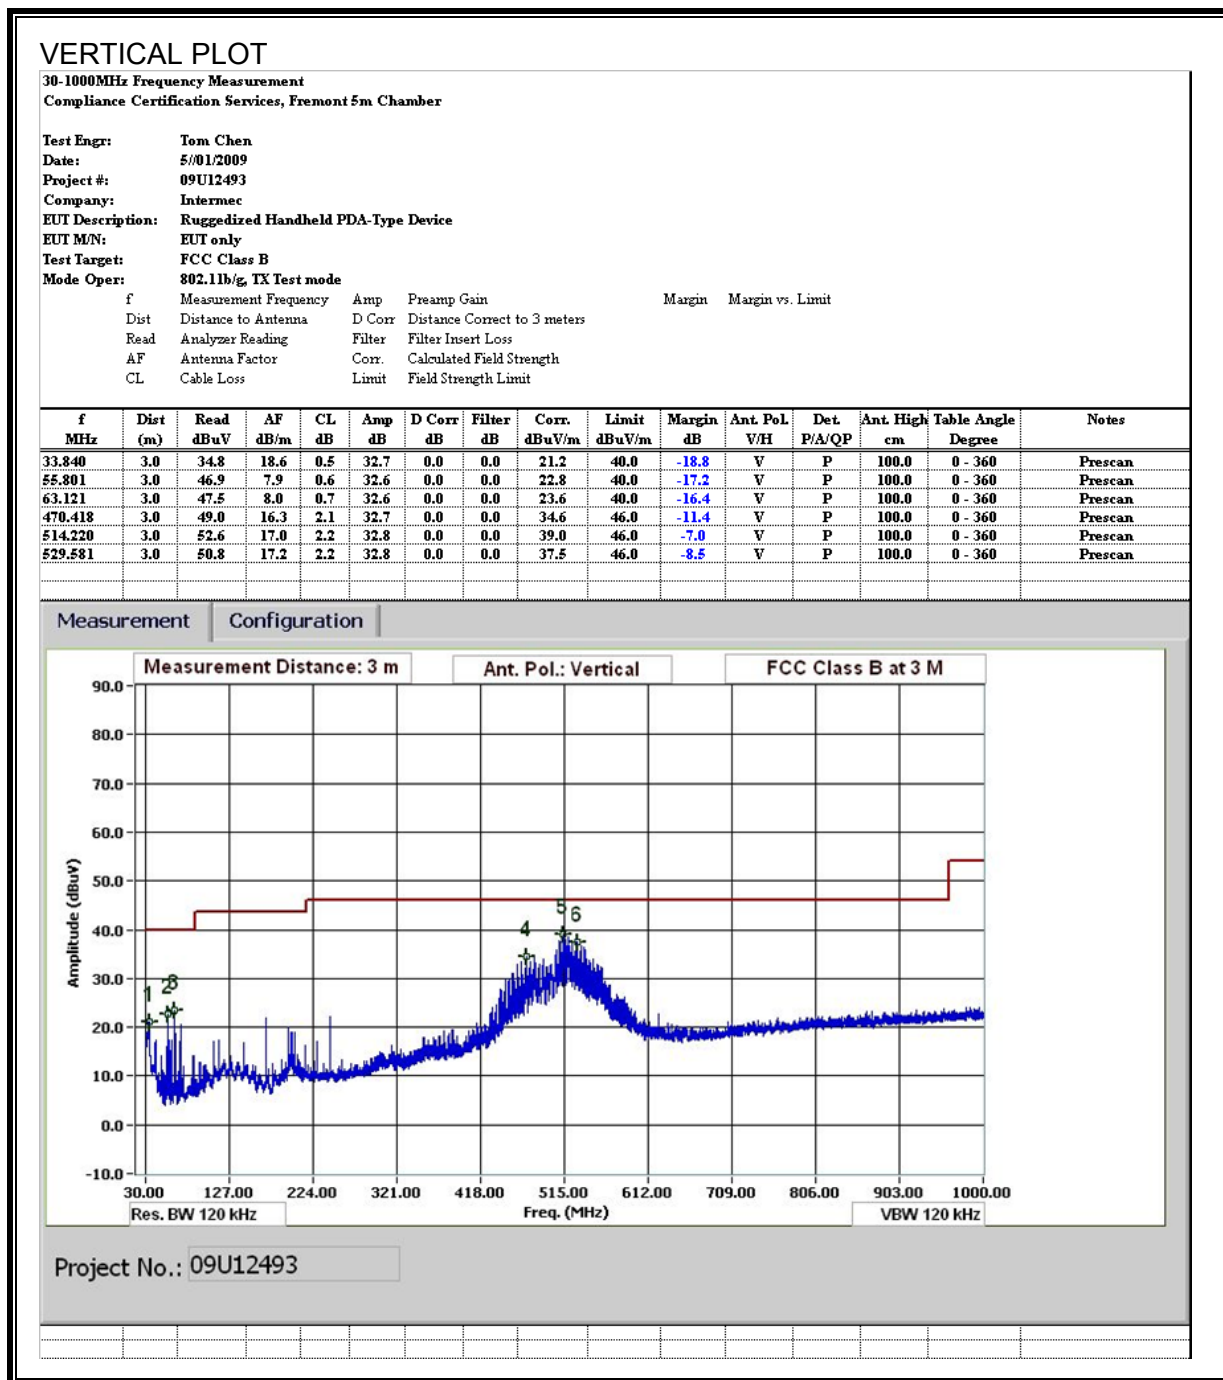 VERTICAL PLOT
30-1000MHz Frequency Measurement
Compliance Certification Services, Fremont 5m Chamber
Test Engr: Tom Chen
Date: 5//01/2009
Project #: 09U12493
Company: Intermec
EUT Description: Ruggedized Handheld PDA-Type Device
EUT M/N: EUT only
Test Target: FCC Class B
Mode Oper: 802.11b/g, TX Test mode
f Measurement Frequency Amp Preamp Gain Margin Margin vs. Limit
Dist Distance to Antenna D Corr Distance Correct to 3 meters
Read Analyzer Reading Filter Filter Insert Loss
AF Antenna Factor Corr. Calculated Field Strength
CL Cable Loss Limit Field Strength Limit
f Dist Read AF CL Amp D Corr Filter Corr. Limit Margin Ant. Pol. Det. Ant. High Table Angle Notes
MHz (m) dBuV dB/m dB dB dB dB dBuV/m dBuV/m dB V/H P/A/QP cm Degree
33.840 3.0 34.8 18.6 0.5 32.7 0.0 0.0 21.2 40.0 -18.8 V P 100.0 0 - 360 Prescan
55.801 3.0 46.9 7.9 0.6 32.6 0.0 0.0 22.8 40.0 -17.2 V P 100.0 0 - 360 Prescan
63.121 3.0 47.5 8.0 0.7 32.6 0.0 0.0 23.6 40.0 -16.4 V P 100.0 0 - 360 Prescan
470.418 3.0 49.0 16.3 2.1 32.7 0.0 0.0 34.6 46.0 -11.4 V P 100.0 0 - 360 Prescan
514.220 3.0 52.6 17.0 2.2 32.8 0.0 0.0 39.0 46.0 -7.0 V P 100.0 0 - 360 Prescan
529.581 3.0 50.8 17.2 2.2 32.8 0.0 0.0 37.5 46.0 -8.5 V P 100.0 0 - 360 Prescan
Measurement Configuration
Measurement Distance: 3 m Ant. Pol.: Vertical FCC Class B at 3 M
90.0
80.0
70.0
60.0
50.0
40.0
30.0
20.0
10.0
0.0
-10.0
Amplitude (dBuV)
1 2 3 4 5 6
30.00 127.00 224.00 321.00 418.00 515.00 612.00 709.00 806.00 903.00 1000.00
Res. BW 120 kHz Freq. (MHz) VBW 120 kHz
Project No.: 09U12493